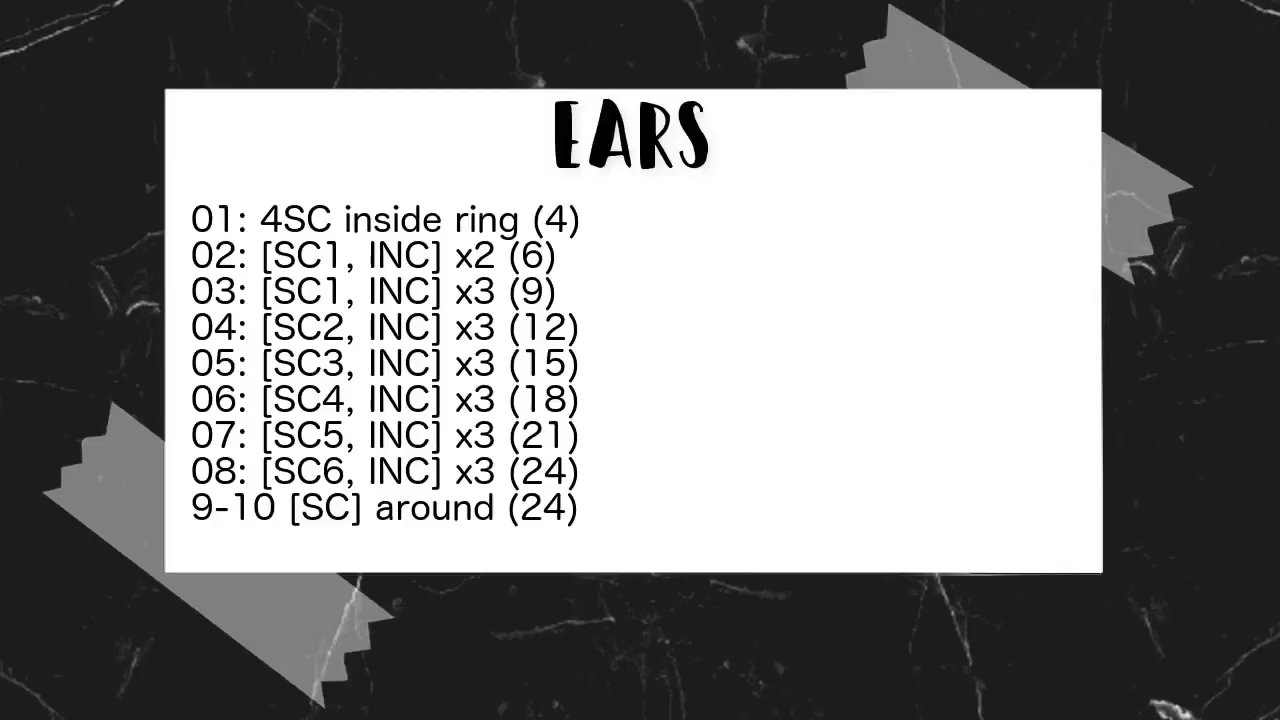 EARS
01: 4SC inside ring (4)
02: [SC1, INC] x2 (6)
03: [SC1, INC] x3 (9)
04: [SC2, INC] x3 (12)
05: [SC3, INC] x3 (15)
06: [SC4, INC] x3 (18)
07: [SC5, INC] x3 (21)
08: [SC6, INC] x3 (24)
9-10 [SC] around (24)